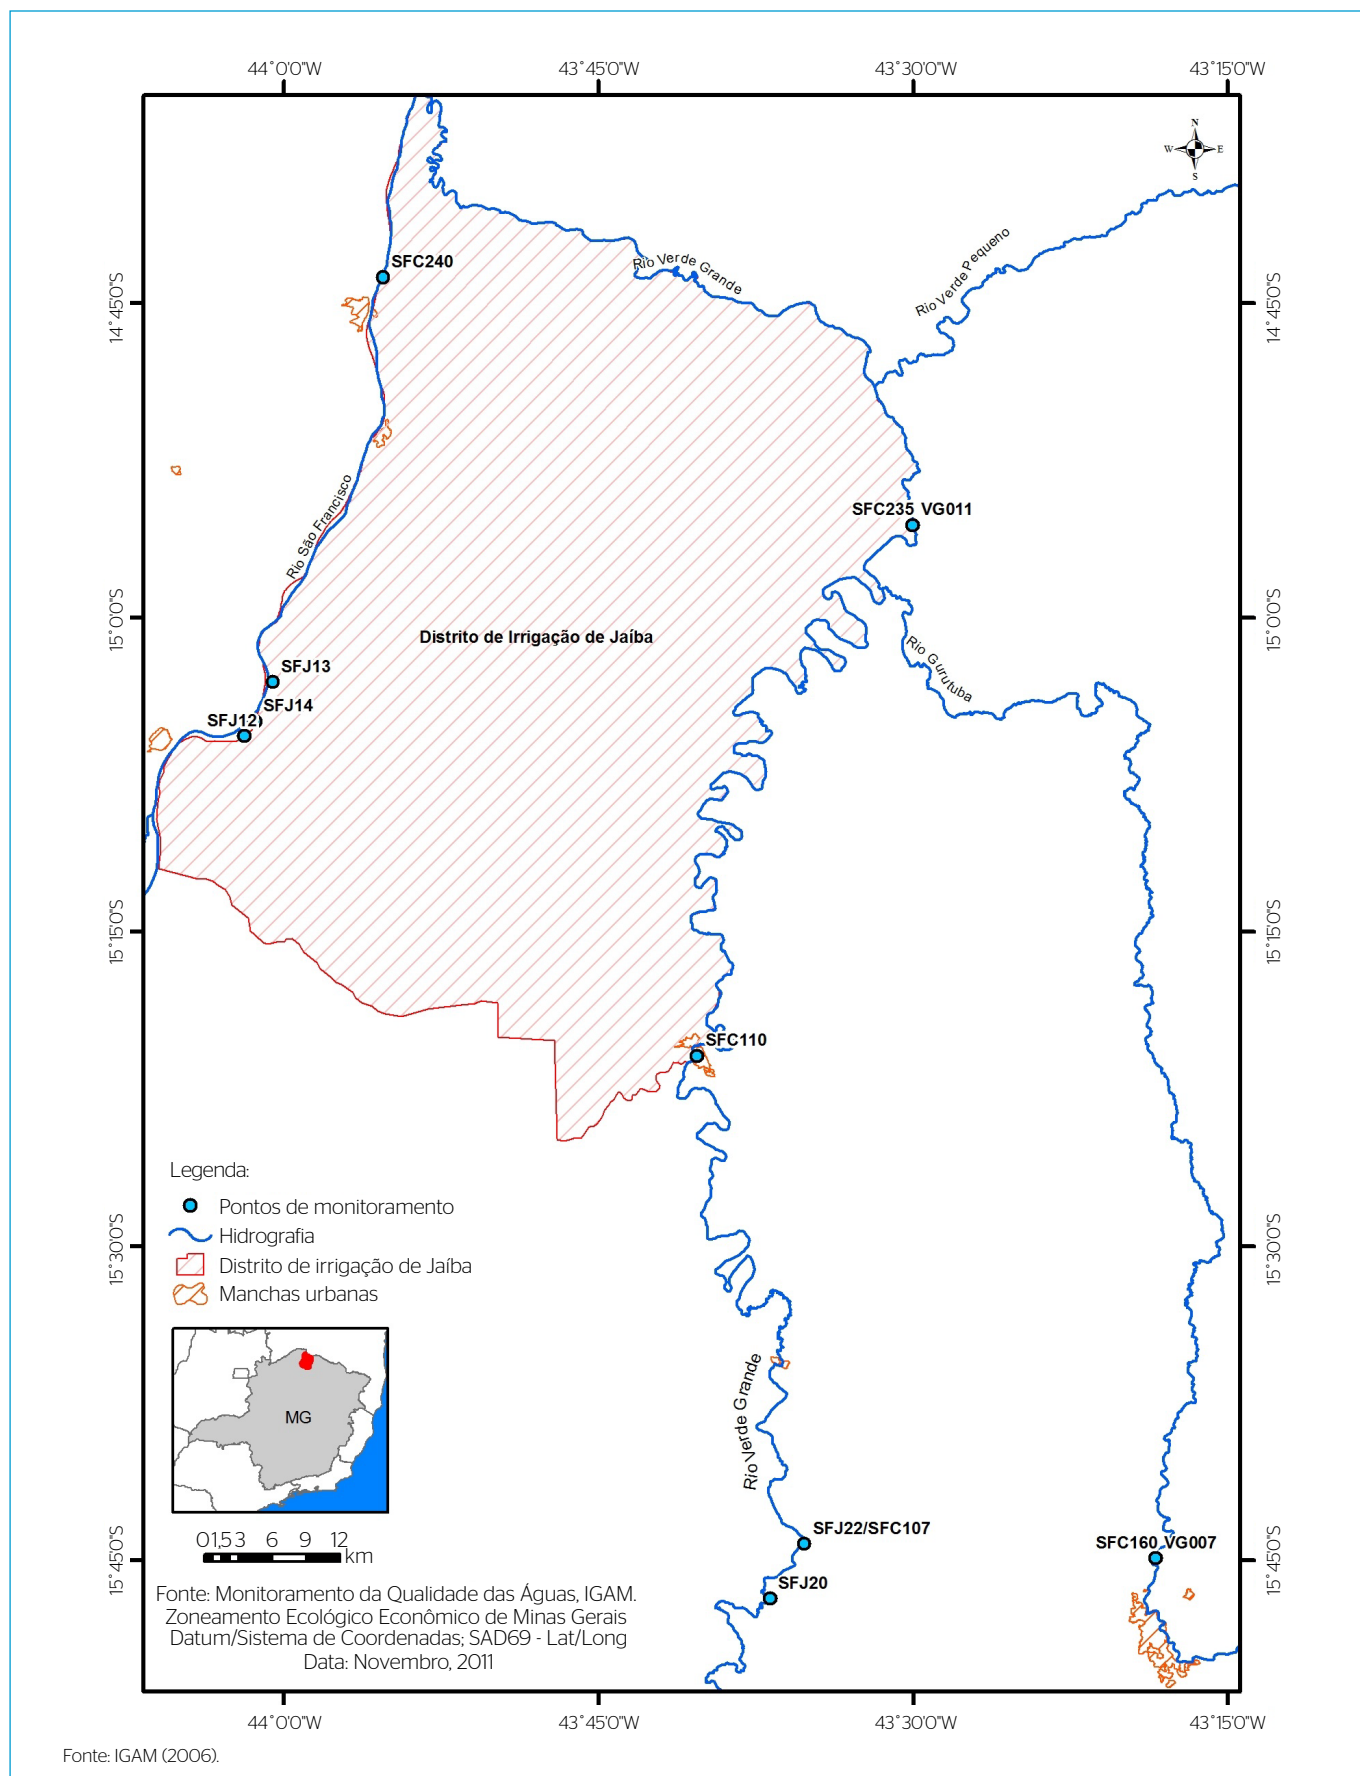 44°0'0"W 43°45'0"W 43°30'0"W 43°15'0"W
N
W E
S
Rio Verde Pequeno
Rio Verde Grande
SFC240
14°45'0"S 14°45'0"S
Rio São Francisco
SFC235 VG011
15°0'0"S 15°0'0"S
Distrito de Irrigação de Jaíba
Rio Gurutuba
SFJ13
SFJ14
SFJ12
15°15'0"S 15°15'0"S
SFC110
Legenda:
Pontos de monitoramento
Hidrografia
Distrito de irrigação de Jaíba
Manchas urbanas
15°30'0"S 15°30'0"S
MG
Rio Verde Grande
SFJ22/SFC107
SFC160 VG007
SFJ20
15°45'0"S 15°45'0"S
01,53 6 9 12
km
Fonte: Monitoramento da Qualidade das Águas, IGAM.
Zoneamento Ecológico Econômico de Minas Gerais
Datum/Sistema de Coordenadas; SAD69 - Lat/Long
Data: Novembro, 2011
44°0'0"W 43°45'0"W 43°30'0"W 43°15'0"W
Fonte: IGAM (2006).